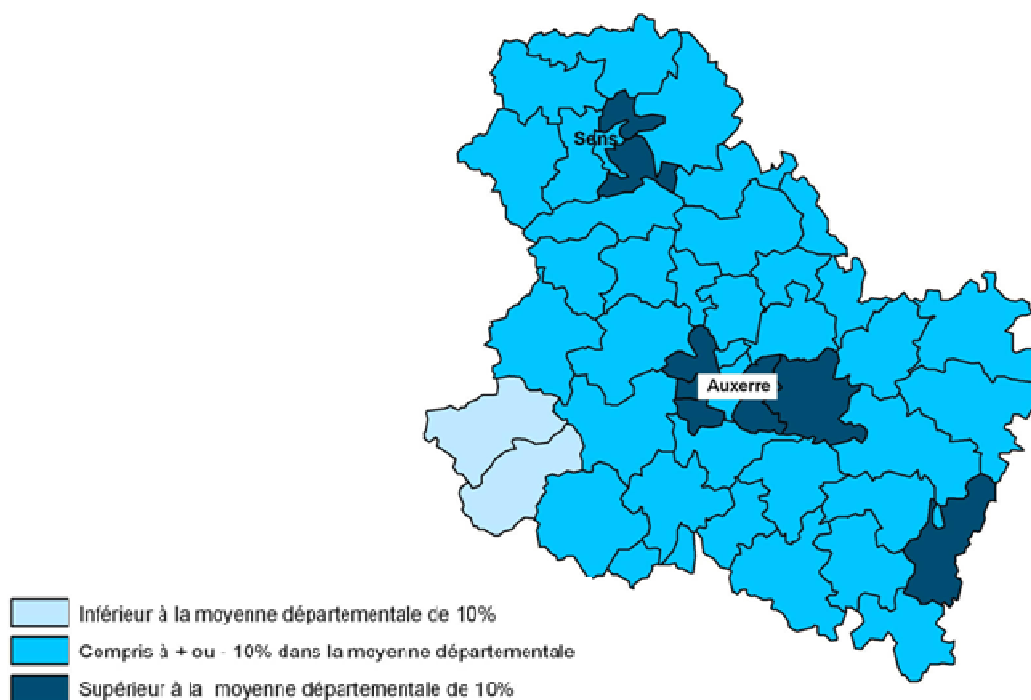 Sens
Auxerre
Inférieur à la moyenne départementale de 10%
Compris à + ou - 10% dans la moyenne départementale
Supérieur à la moyenne départementale de 10%